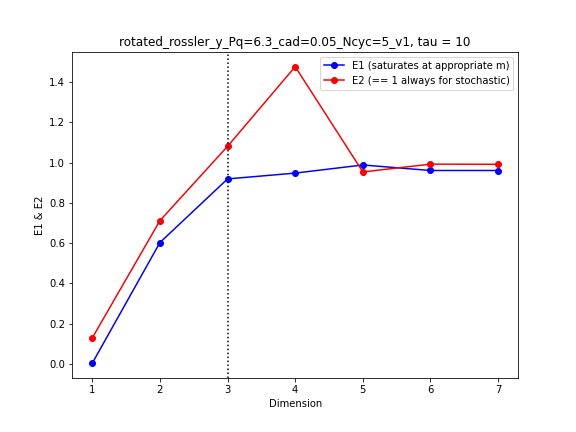 rotated_rossler_y_Pq=6.3_cad=0.05_Ncyc=5_v1, tau = 10
E1 (saturates at appropriate m)
E2 (== 1 always for stochastic)
1.4
1.2
1.0
0.8
0.6
0.4
0.2
0.0
E1 & E2
1 2 3 4 5 6 7
Dimension